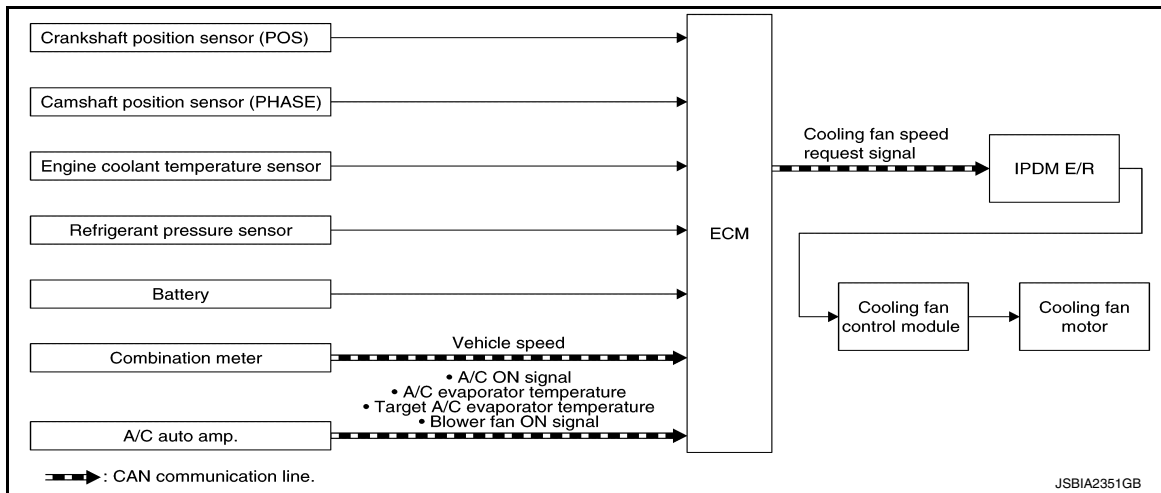 Crankshaft position sensor (POS)
Camshaft position sensor (PHASE)
Engine coolant temperature sensor
Refrigerant pressure sensor
Battery
Combination meter
A/C auto amp.
Vehicle speed
• A/C ON signal
• A/C evaporator temperature
• Target A/C evaporator temperature
• Blower fan ON signal
ECM
Cooling fan speed
request signal
IPDM E/R
Cooling fan
control module
Cooling fan
motor
: CAN communication line.
JSBIA2351GB